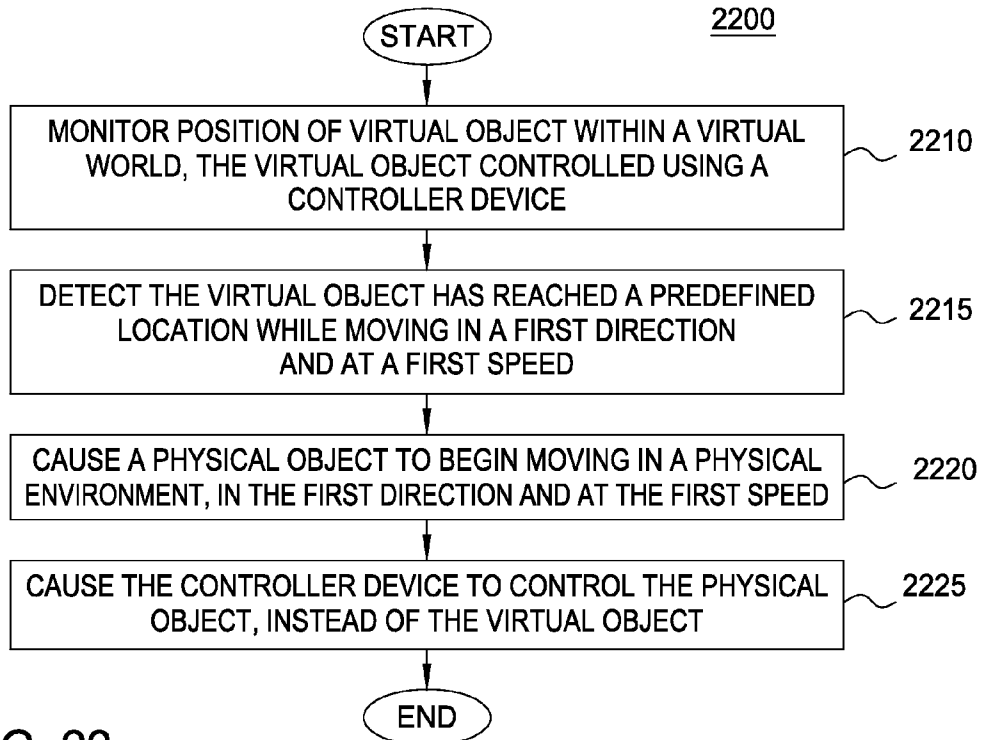 2200
START
MONITOR POSITION OF VIRTUAL OBJECT WITHIN A VIRTUAL
WORLD, THE VIRTUAL OBJECT CONTROLLED USING A
CONTROLLER DEVICE
2210
DETECT THE VIRTUAL OBJECT HAS REACHED A PREDEFINED
LOCATION WHILE MOVING IN A FIRST DIRECTION
AND AT A FIRST SPEED
2215
CAUSE A PHYSICAL OBJECT TO BEGIN MOVING IN A PHYSICAL
ENVIRONMENT, IN THE FIRST DIRECTION AND AT THE FIRST SPEED
2220
CAUSE THE CONTROLLER DEVICE TO CONTROL THE PHYSICAL
OBJECT, INSTEAD OF THE VIRTUAL OBJECT
2225
END